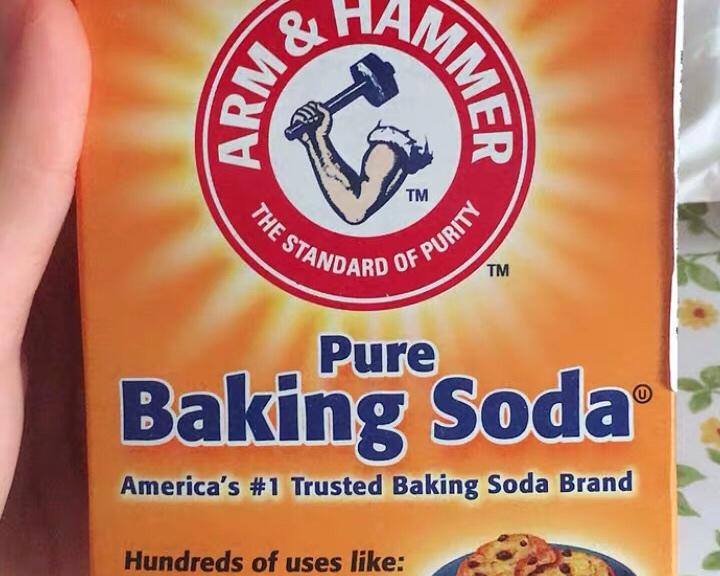 ARM & HAMMER
TM
THE STANDARD OF PURITY
TM
Pure
Baking Soda Ⓤ
America's #1 Trusted Baking Soda Brand
Hundreds of uses like: